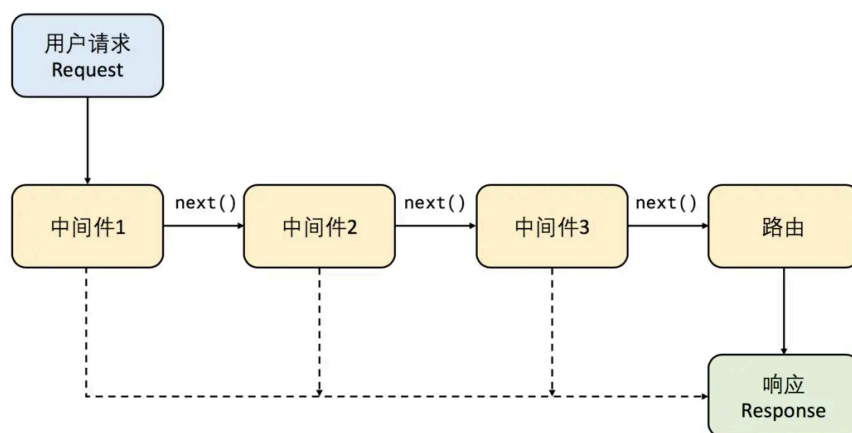 用户请求
Request
中间件1
next()
中间件2
next()
中间件3
next()
路由
响应
Response